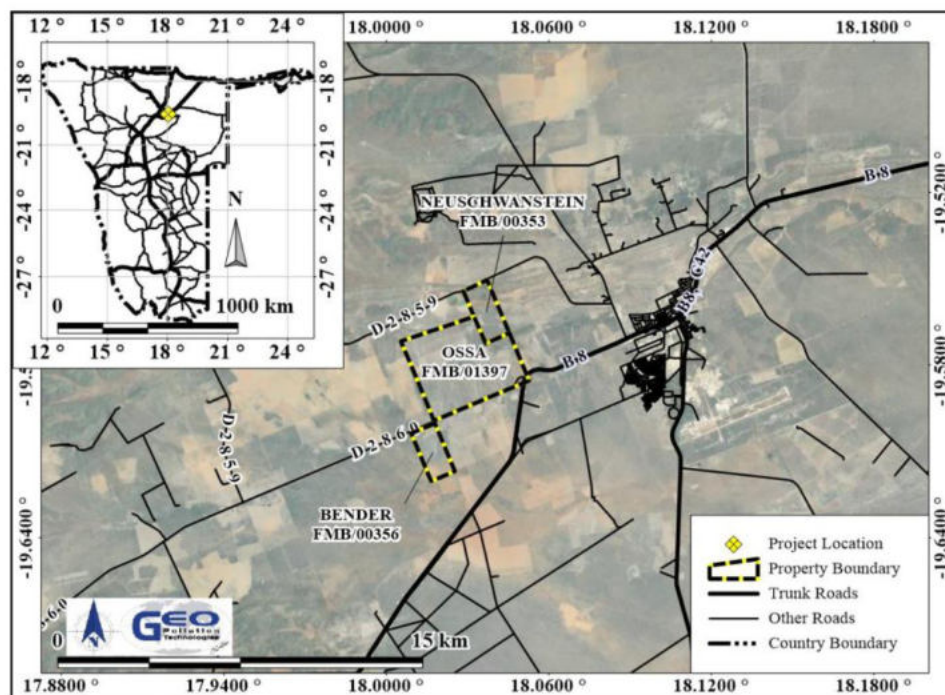 12 15 18 21 24
18.0000 ° 18.0600 ° 18.1200 ° 18.1800 °
-18 ° -21 ° -24 ° -27 °
-18 ° -21 ° -24 ° -27 °
N
0 1000 km
12 15 18 21 24
B-8
-19.5200 °
NEUSCHWANSTEIN
FMB/00353
B8, C42
D-2-8-5-9
OSSA
FMB/01397
B-8
-19.5800 °
D-2-8-6-0
D-2-8-5-9
BENDER
FMB/00356
-19.6400 °
-19.6400 °
Project Location
Property Boundary
Trunk Roads
Other Roads
Country Boundary
GEO
Pollution
Technologies
0 15 km
17.8800 ° 17.9400 ° 18.0000 ° 18.0600 ° 18.1200 ° 18.1800 °